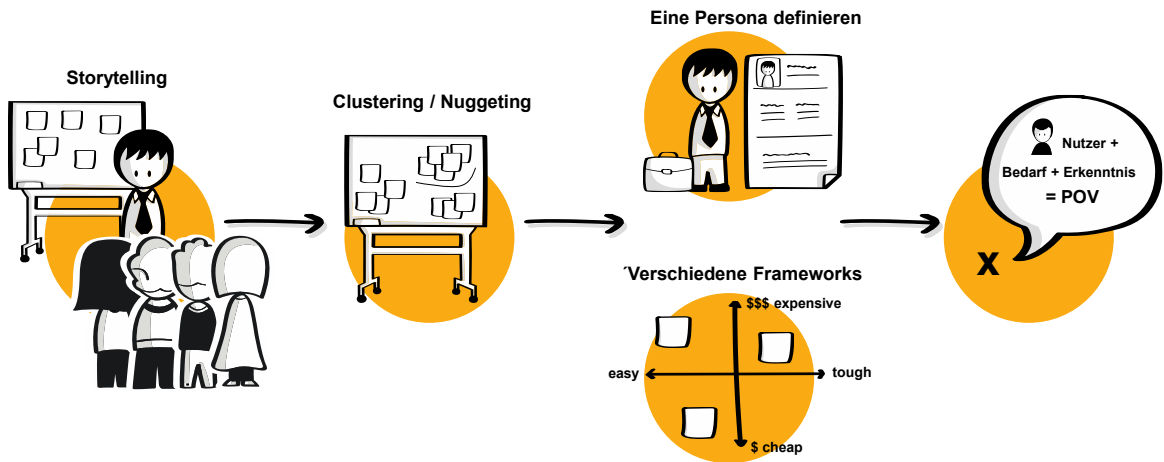 Storytelling
Clustering / Nuggeting
Eine Persona definieren
´Verschiedene Frameworks
$$$ expensive
easy
tough
$ cheap
Nutzer +
Bedarf + Erkenntnis
= POV
x